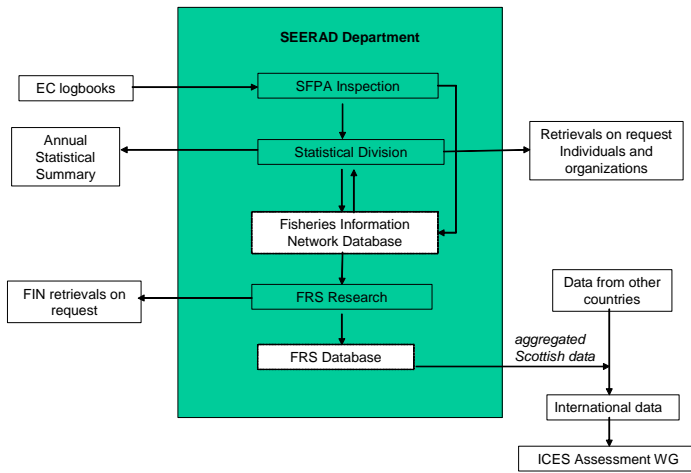 SEERAD Department
EC logbooks
SFPA Inspection
Annual
Statistical
Summary
Statistical Division
Retrievals on request
Individuals and
organizations
Fisheries Information
Network Database
FIN retrievals on
request
FRS Research
Data from other
countries
FRS Database
aggregated
Scottish data
International data
ICES Assessment WG